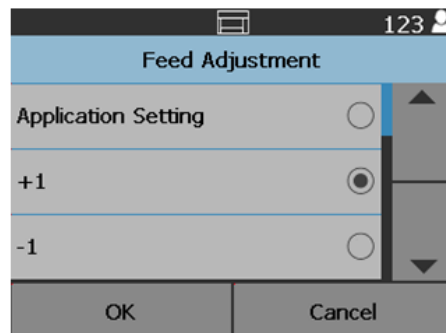 123
Feed Adjustment
Application Setting
+1
-1
OK
Cancel